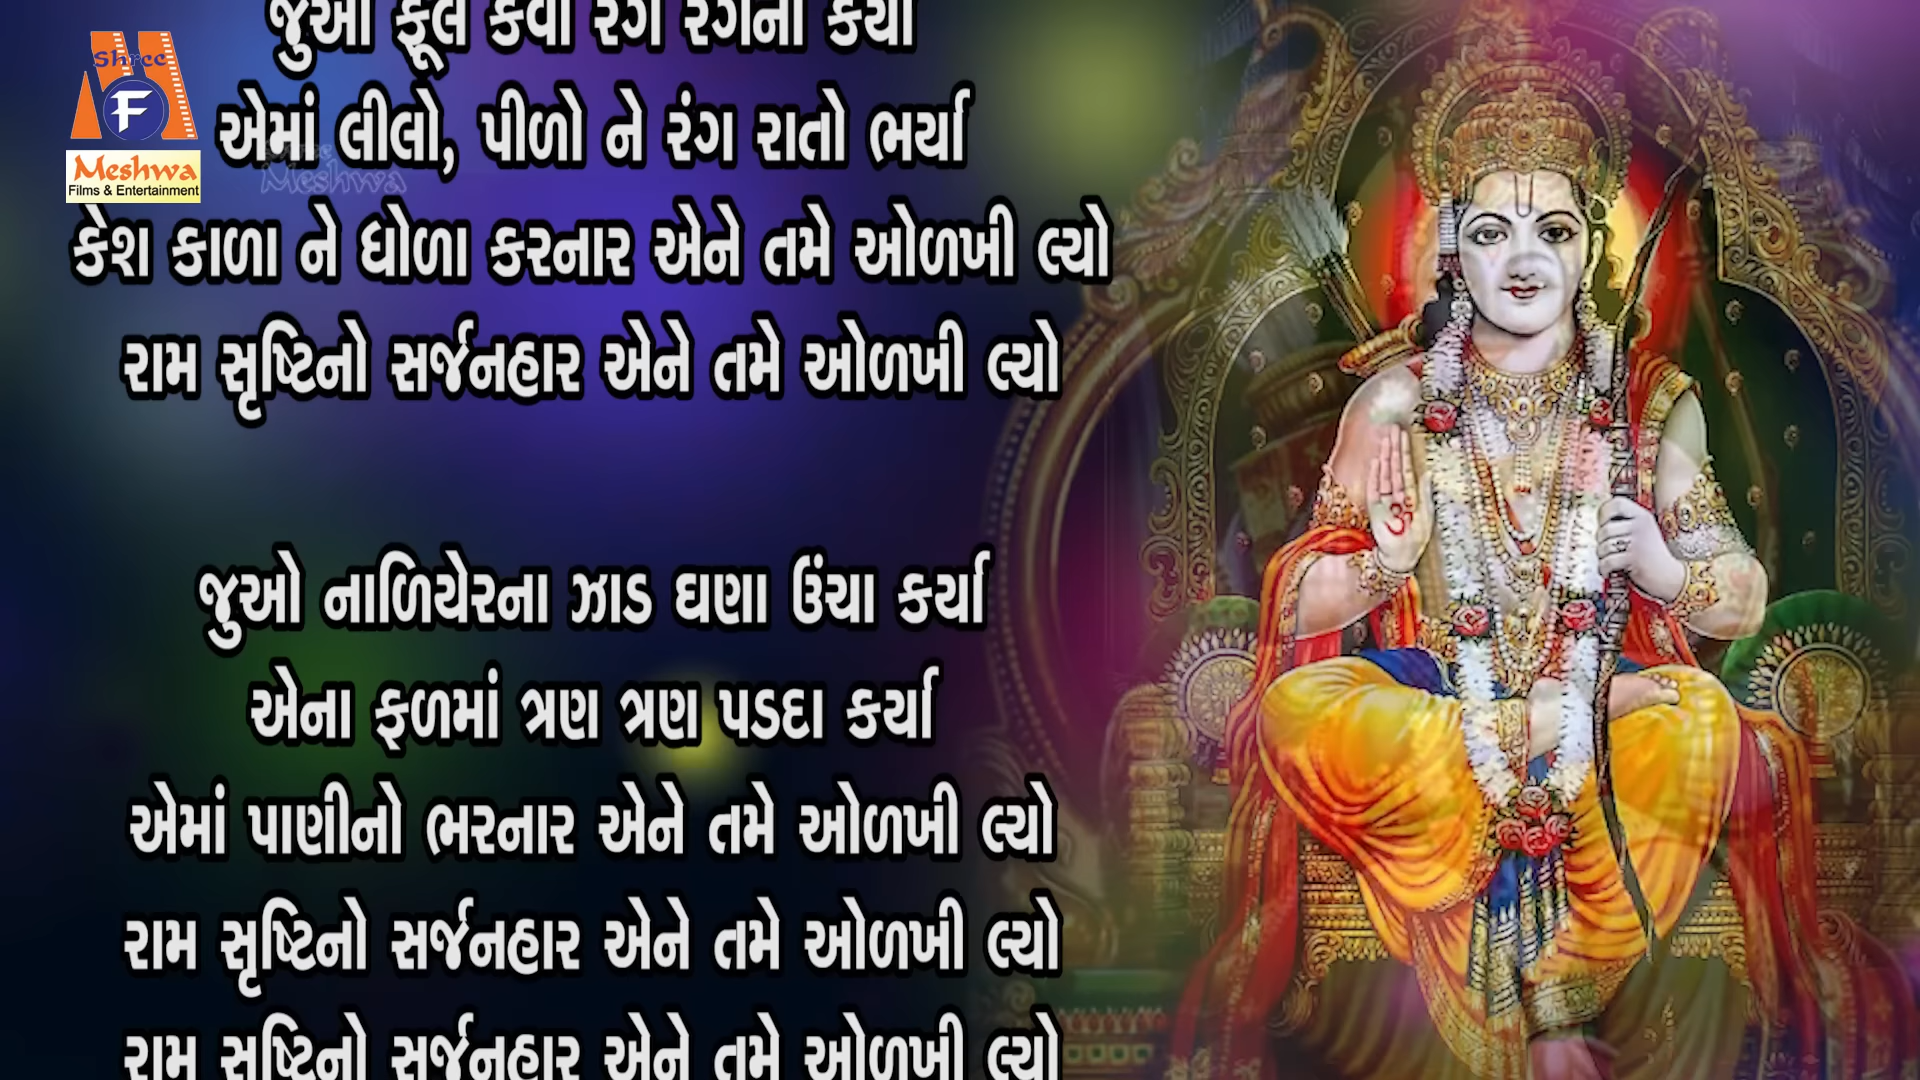 Shree
F
Meshwa
Films & Entertainment
જુઓ ફૂલ કેવા રંગ રંગના કર્યા
એમાં લીલો, પીળો ને રંગ રાતો ભર્યા
Shree
Meshwa
કેશ કાળા ને ધોળા કરનાર એને તમે ઓળખી લ્યો
રામ સૃષ્ટિનો સર્જનહાર એને તમે ઓળખી લ્યો
જુઓ નાળિયેરના ઝાડ ઘણા ઉંચા કર્યા
એના ફળમાં ત્રણ ત્રણ પડદા કર્યા
એમાં પાણીનો ભરનાર એને તમે ઓળખી લ્યો
રામ સૃષ્ટિનો સર્જનહાર એને તમે ઓળખી લ્યો
રામ સૃષ્ટિનો સર્જનહાર એને તમે ઓળખી લ્યો
ॐ